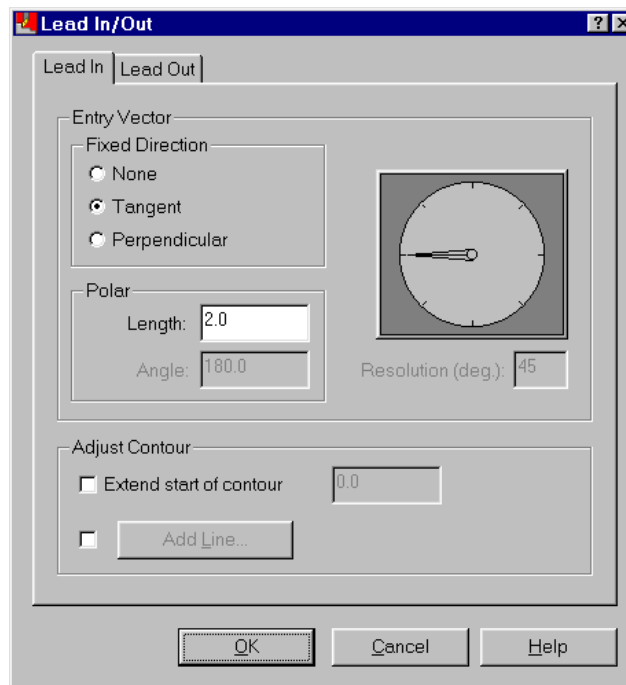 Lead In/Out
Lead In Lead Out
Entry Vector
Fixed Direction
None
Tangent
Perpendicular
Polar
Length: 2.0
Angle: 180.0
Resolution (deg.): 45
Adjust Contour
Extend start of contour 0.0
Add Line...
OK Cancel Help